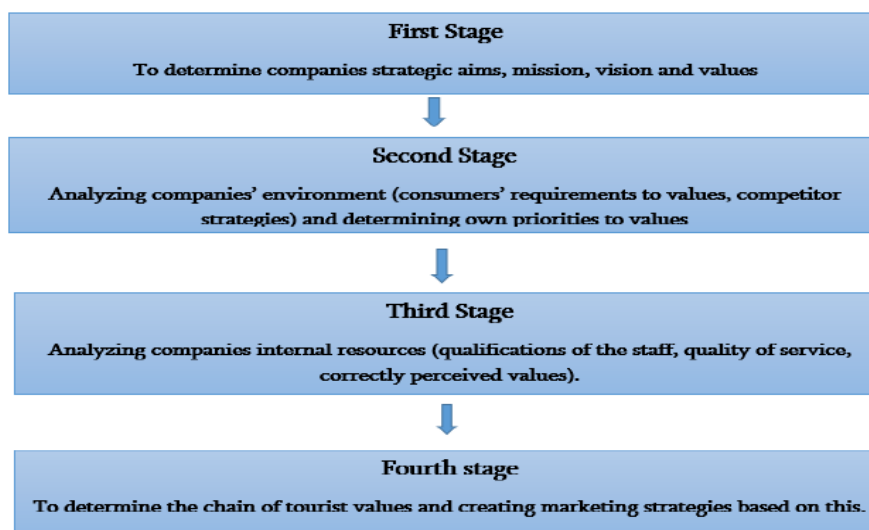 First Stage
To determine companies strategic aims, mission, vision and values
Second Stage
Analyzing companies' environment (consumers' requirements to values, competitor
strategies) and determining own priorities to values
Third Stage
Analyzing companies internal resources (qualifications of the staff, quality of service,
correctly perceived values).
Fourth stage
To determine the chain of tourist values and creating marketing strategies based on this.